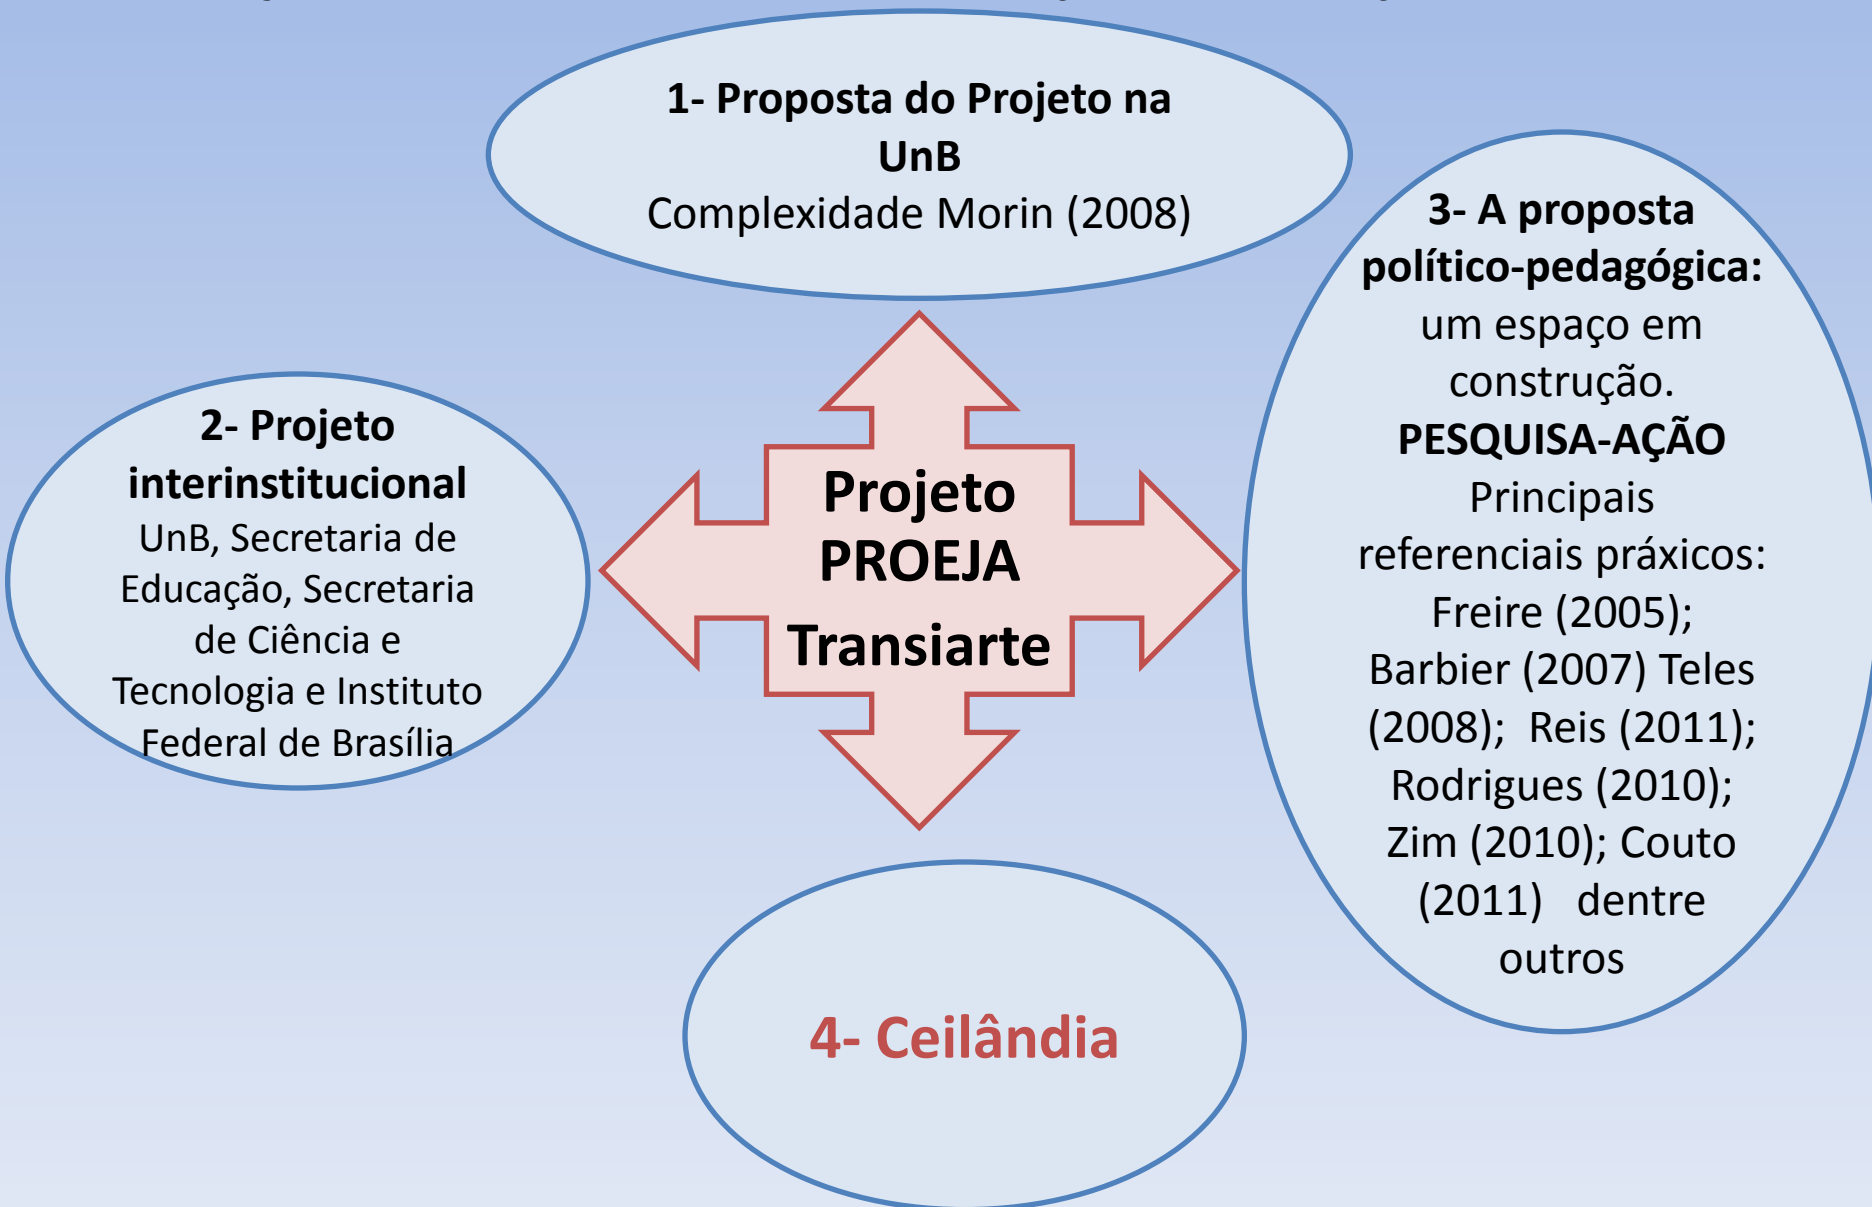 1- Proposta do Projeto na
UnB
Complexidade Morin (2008)
2- Projeto
interinstitucional
UnB, Secretaria de
Educação, Secretaria
de Ciência e
Tecnologia e Instituto
Federal de Brasília
Projeto
PROEJA
Transiarte
3- A proposta
político-pedagógica:
um espaço em
construção.
PESQUISA-AÇÃO
Principais
referenciais práxicos:
Freire (2005);
Barbier (2007) Teles
(2008);  Reis (2011);
Rodrigues (2010);
Zim (2010); Couto
(2011)   dentre
outros
4- Ceilândia